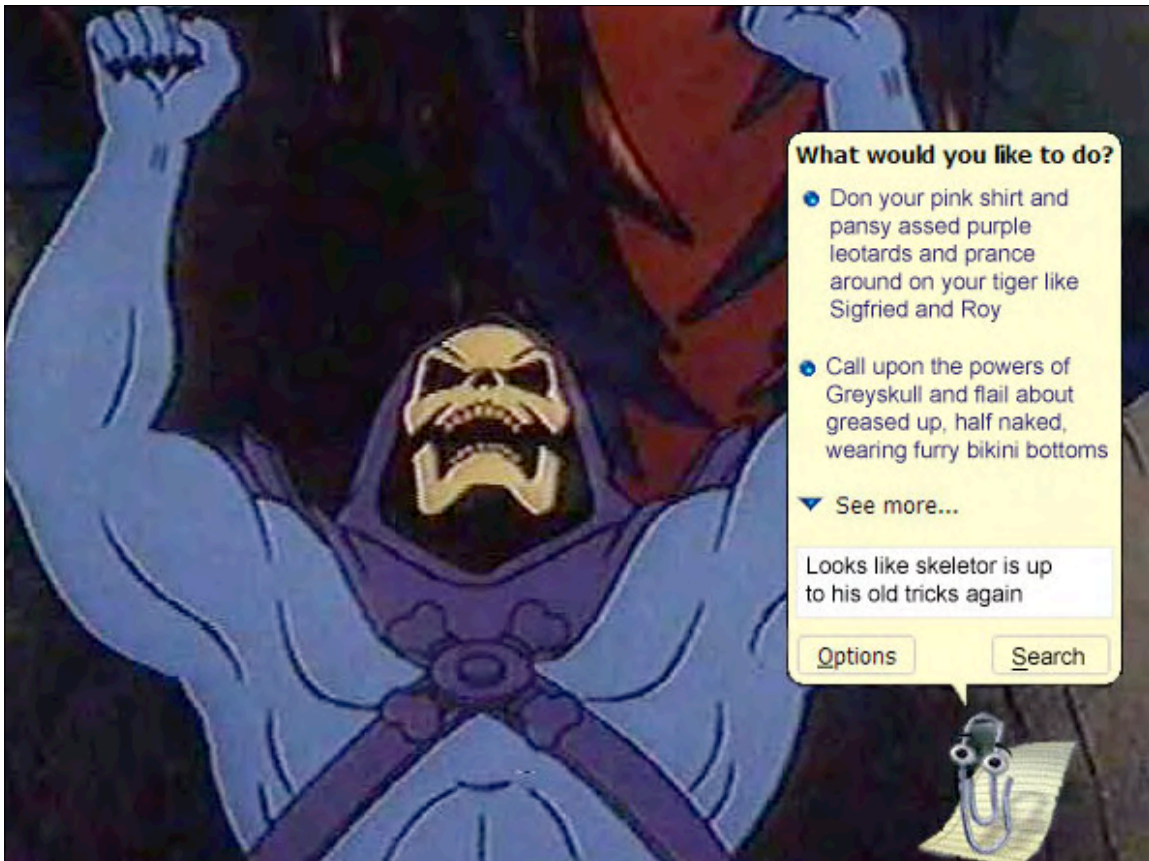 What would you like to do?
Don your pink shirt and
pansy assed purple
leotards and prance
around on your tiger like
Sigfried and Roy
Call upon the powers of
Greyskull and flail about
greased up, half naked,
wearing furry bikini bottoms
See more...
Looks like skeletor is up
to his old tricks again
Options
Search